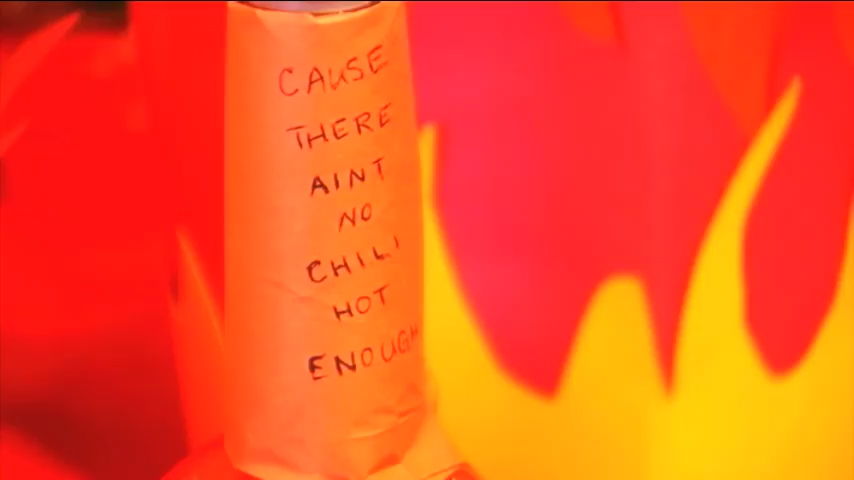 CAUSE
THERE
AINT
NO
CHILI
HOT
ENOUGH